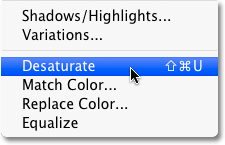 Shadows/Highlights...
Variations...
Desaturate ⇧⌘U
Match Color...
Replace Color...
Equalize